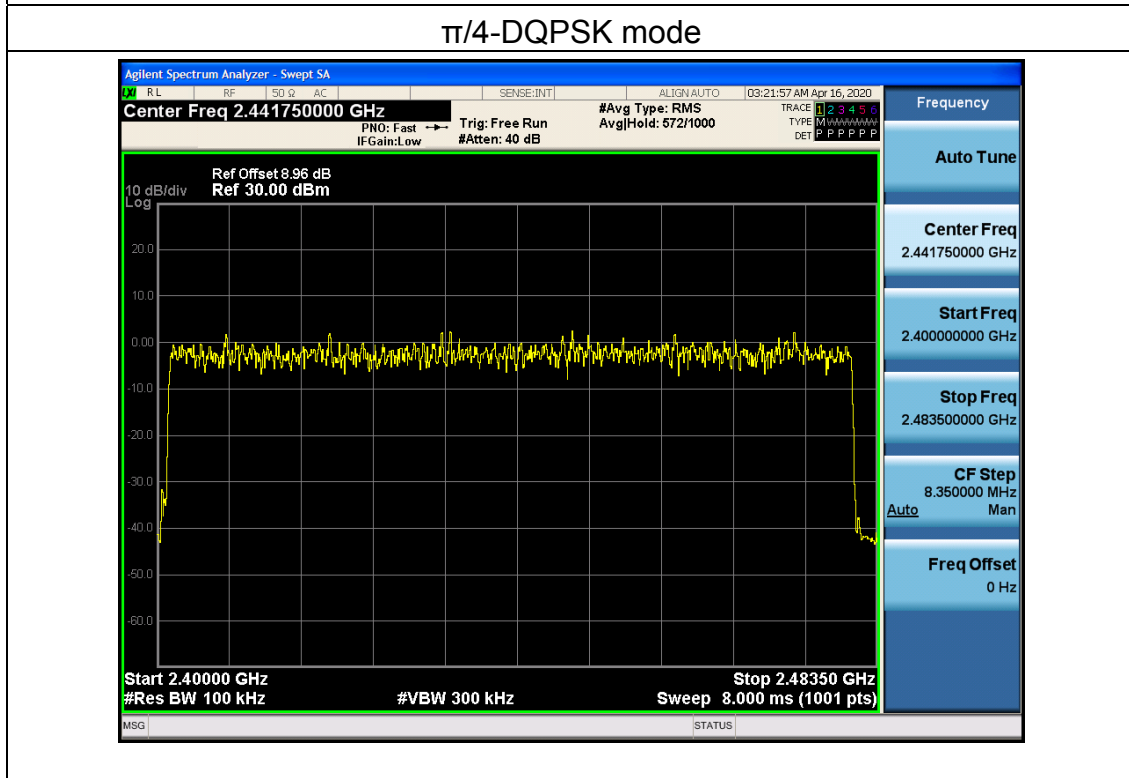 π/4-DQPSK mode
Agilent Spectrum Analyzer - Swept SA
LXI RL RF 50 Ω AC SENSE:INT ALIGN AUTO 03:21:57 AM Apr 16, 2020
Center Freq 2.441750000 GHz
PNO: Fast
IFGain:Low
Trig: Free Run
#Atten: 40 dB
#Avg Type: RMS
Avg|Hold: 572/1000
TRACE 1 2 3 4 5 6
TYPE M WWWWW
DET P P P P P P
Ref Offset 8.96 dB
10 dB/div Ref 30.00 dBm
Log
20.0
10.0
0.00
-10.0
-20.0
-30.0
-40.0
-50.0
-60.0
Start 2.40000 GHz Stop 2.48350 GHz
#Res BW 100 kHz #VBW 300 kHz Sweep 8.000 ms (1001 pts)
MSG STATUS
Frequency
Auto Tune
Center Freq
2.441750000 GHz
Start Freq
2.400000000 GHz
Stop Freq
2.483500000 GHz
CF Step
8.350000 MHz
Auto Man
Freq Offset
0 Hz